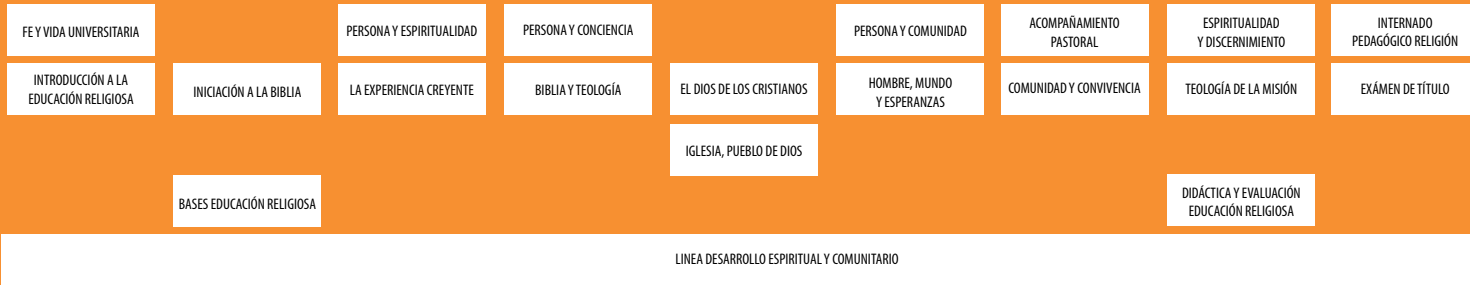 FE Y VIDA UNIVERSITARIA
PERSONA Y ESPIRITUALIDAD
PERSONA Y CONCIENCIA
PERSONA Y COMUNIDAD
ACOMPAÑAMIENTO
PASTORAL
ESPIRITUALIDAD
Y DISCERNIMIENTO
INTERNADO
PEDAGÓGICO RELIGIÓN
INTRODUCCIÓN A LA
EDUCACIÓN RELIGIOSA
INICIACIÓN A LA BIBLIA
LA EXPERIENCIA CREYENTE
BIBLIA Y TEOLOGÍA
EL DIOS DE LOS CRISTIANOS
HOMBRE, MUNDO
Y ESPERANZAS
COMUNIDAD Y CONVIVENCIA
TEOLOGÍA DE LA MISIÓN
EXÁMEN DE TÍTULO
IGLESIA, PUEBLO DE DIOS
BASES EDUCACIÓN RELIGIOSA
DIDÁCTICA Y EVALUACIÓN
EDUCACIÓN RELIGIOSA
LINEA DESARROLLO ESPIRITUAL Y COMUNITARIO